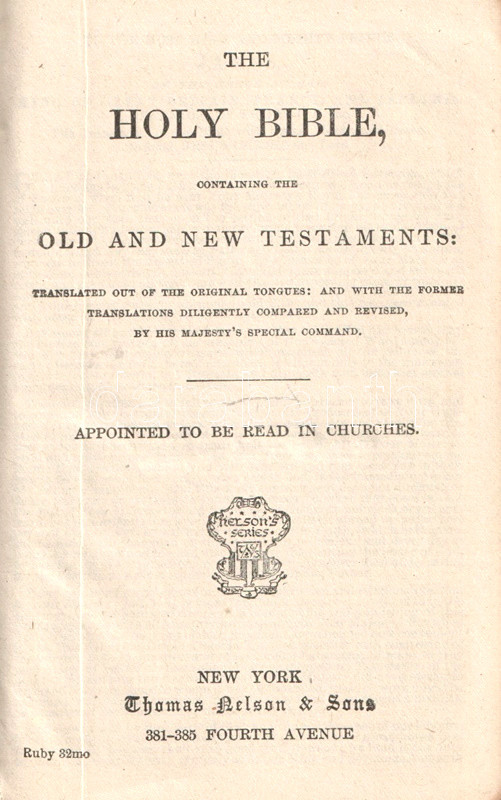 THE
HOLY BIBLE,
CONTAINING THE
OLD AND NEW TESTAMENTS:
TRANSLATED OUT OF THE ORIGINAL TONGUES: AND WITH THE FORMER
TRANSLATIONS DILIGENTLY COMPARED AND REVISED,
BY HIS MAJESTY'S SPECIAL COMMAND.
APPOINTED TO BE READ IN CHURCHES.
NELSON'S
SERIES
NEW YORK
Thomas Nelson & Sons
381-385 FOURTH AVENUE
Ruby 32mo